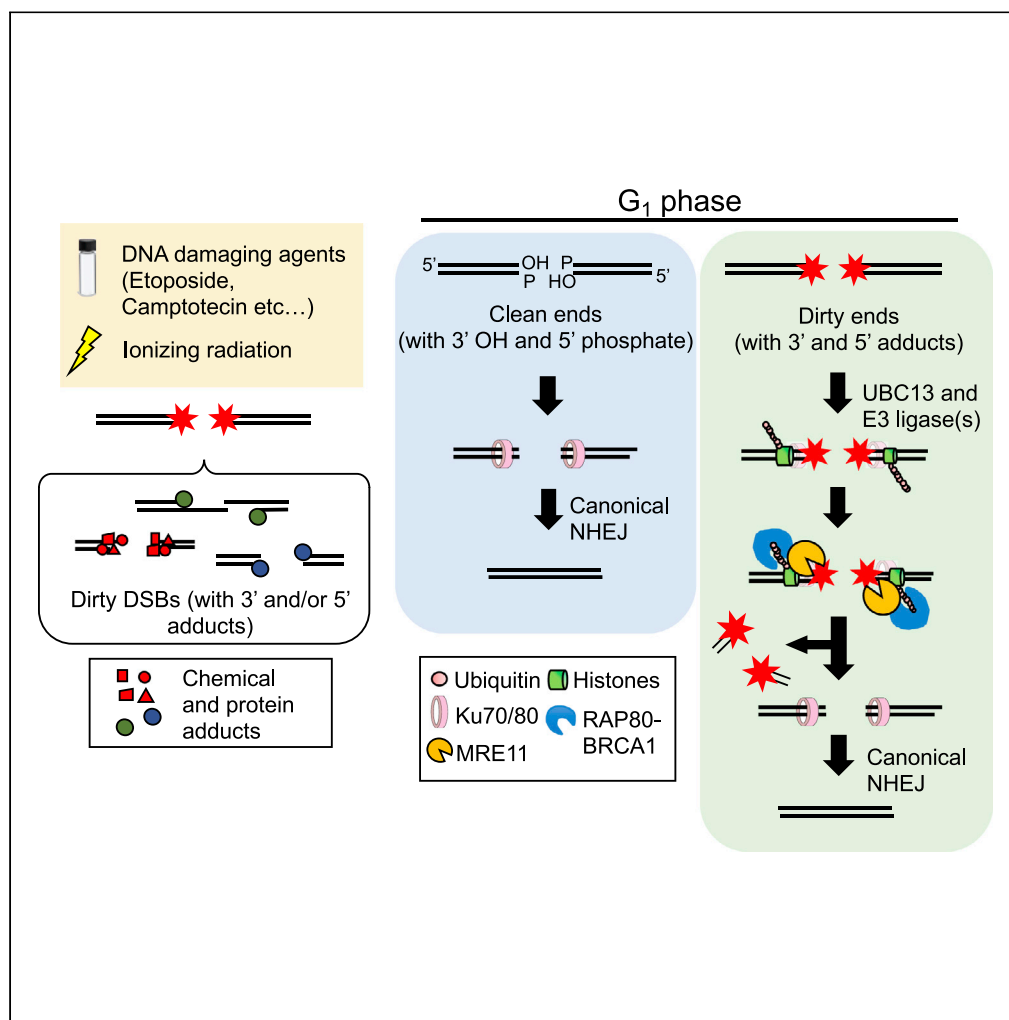 DNA damaging agents
(Etoposide,
Camptotecin etc...)
Ionizing radiation
Dirty DSBs (with 3' and/or 5'
adducts)
Chemical
and protein
adducts
G1 phase
5'
OH P
P HO
5'
Clean ends
(with 3' OH and 5' phosphate)
Canonical
NHEJ
Ubiquitin
Histones
Ku70/80
RAP80-
BRCA1
MRE11
Dirty ends
(with 3' and 5' adducts)
UBC13 and
E3 ligase(s)
Canonical
NHEJ